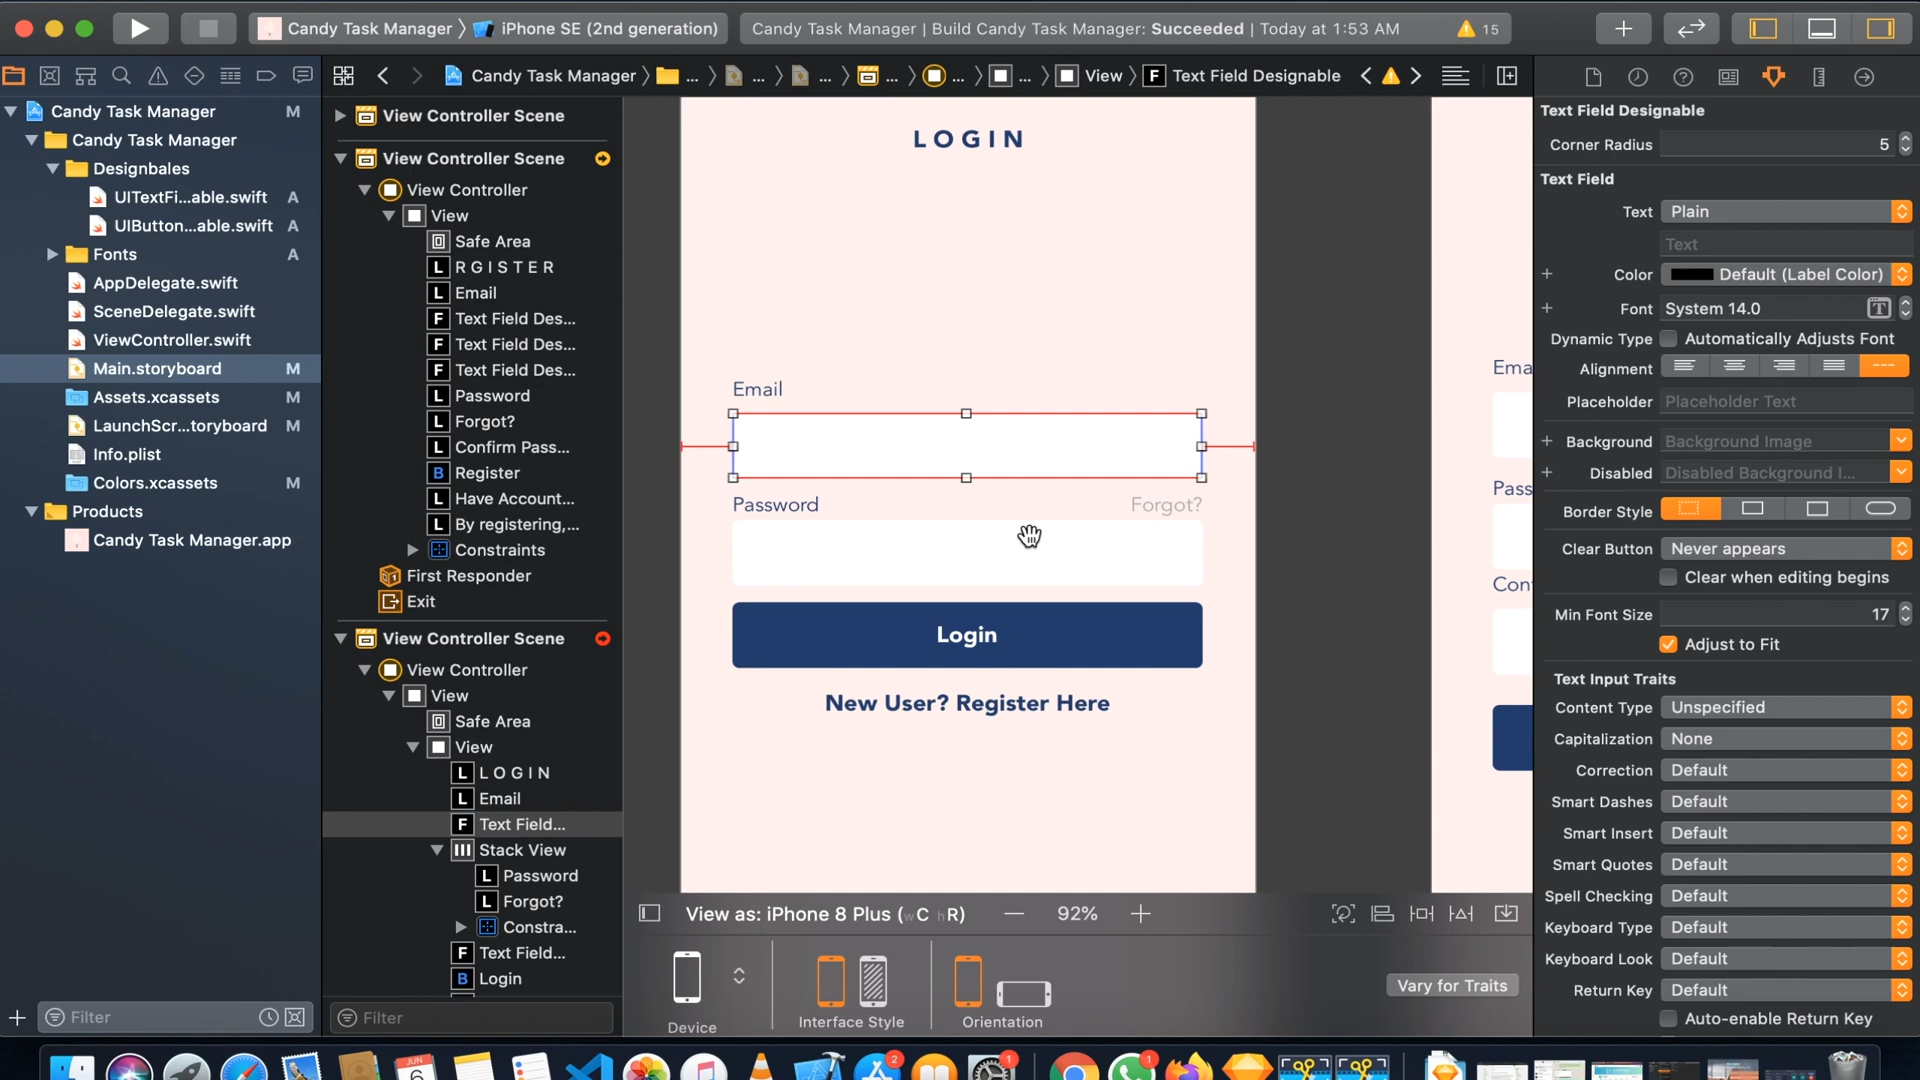 Candy Task Manager 〉 iPhone SE (2nd generation)
Candy Task Manager | Build Candy Task Manager: Succeeded | Today at 1:53 AM
15
Candy Task Manager 〉 ... 〉 ... 〉 ... 〉 ... 〉 ... 〉 ... 〉 View 〉 F Text Field Designable
Candy Task Manager M
Candy Task Manager
Designbales
UITextFi...able.swift A
UIButton...able.swift A
Fonts A
AppDelegate.swift
SceneDelegate.swift
ViewController.swift
Main.storyboard M
Assets.xcassets M
LaunchScr...toryboard M
Info.plist
Colors.xcassets M
Products
Candy Task Manager.app
Filter
View Controller Scene
View Controller Scene
View Controller
View
Safe Area
L R G I S T E R
L Email
F Text Field Des...
F Text Field Des...
F Text Field Des...
L Password
L Forgot?
L Confirm Pass...
B Register
L Have Account...
L By registering,...
Constraints
First Responder
Exit
View Controller Scene
View Controller
View
Safe Area
View
L L O G I N
L Email
F Text Field...
Stack View
L Password
L Forgot?
Constra...
F Text Field...
B Login
Filter
LOGIN
Email
Password Forgot?
Login
New User? Register Here
Ema
Pass
Con
View as: iPhone 8 Plus (wC hR)
— 92% +
Device
Interface Style
Orientation
Vary for Traits
Text Field Designable
Corner Radius 5
Text Field
Text Plain
Text
+ Color Default (Label Color)
+ Font System 14.0
Dynamic Type Automatically Adjusts Font
Alignment
Placeholder Placeholder Text
+ Background Background Image
+ Disabled Disabled Background I...
Border Style
Clear Button Never appears
Clear when editing begins
Min Font Size 17
Adjust to Fit
Text Input Traits
Content Type Unspecified
Capitalization None
Correction Default
Smart Dashes Default
Smart Insert Default
Smart Quotes Default
Spell Checking Default
Keyboard Type Default
Keyboard Look Default
Return Key Default
Auto-enable Return Key
JUN
6
2
1
1